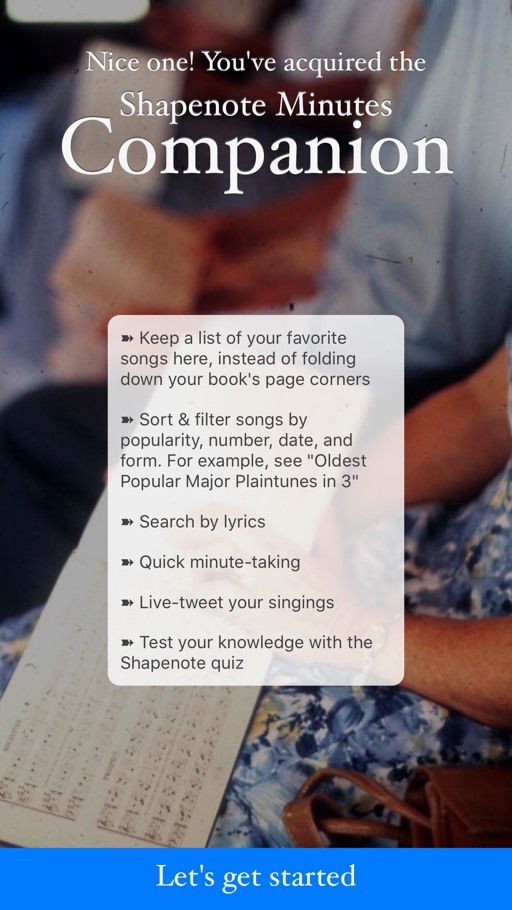 Nice one! You've acquired the
Shapenote Minutes
Companion
➽ Keep a list of your favorite
songs here, instead of folding
down your book's page corners
➽ Sort & filter songs by
popularity, number, date, and
form. For example, see "Oldest
Popular Major Plaintunes in 3"
➽ Search by lyrics
➽ Quick minute-taking
➽ Live-tweet your singings
➽ Test your knowledge with the
Shapenote quiz
Let's get started